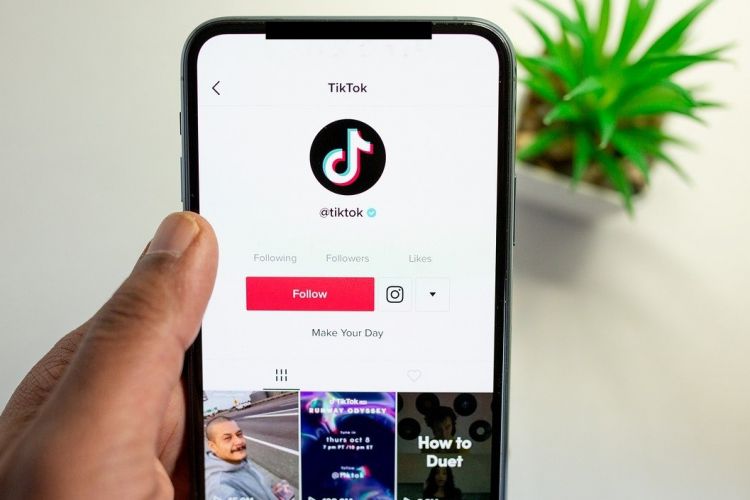 TikTok
@tiktok
Following Followers Likes
Follow
Make Your Day
TikTok
RUNWAY ODYSSEY
tune in
thurs oct 8
7 pm PT /10 pm ET
follow
@tiktok
How to
Duet